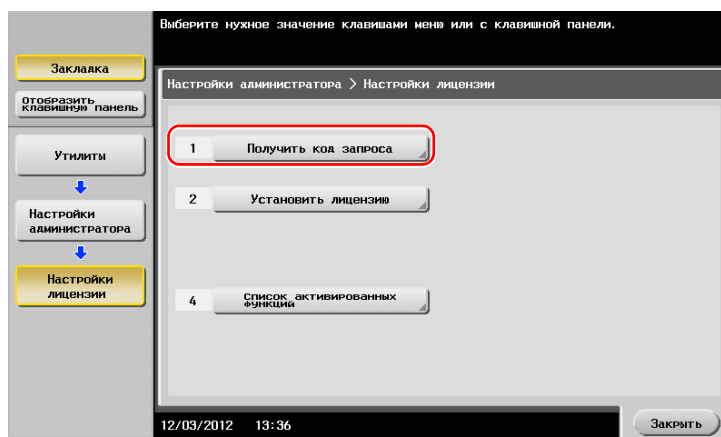 Выберите нужное значение клавишами меню или с клавишной панели.
Закладка
Отобразить
клавишную панель
Утилиты
Настройки
администратора
Настройки
лицензии
Настройки администратора > Настройки лицензии
1 Получить код запроса
2 Установить лицензию
4 Список активированных
функций
12/03/2012 13:36
Закрыть